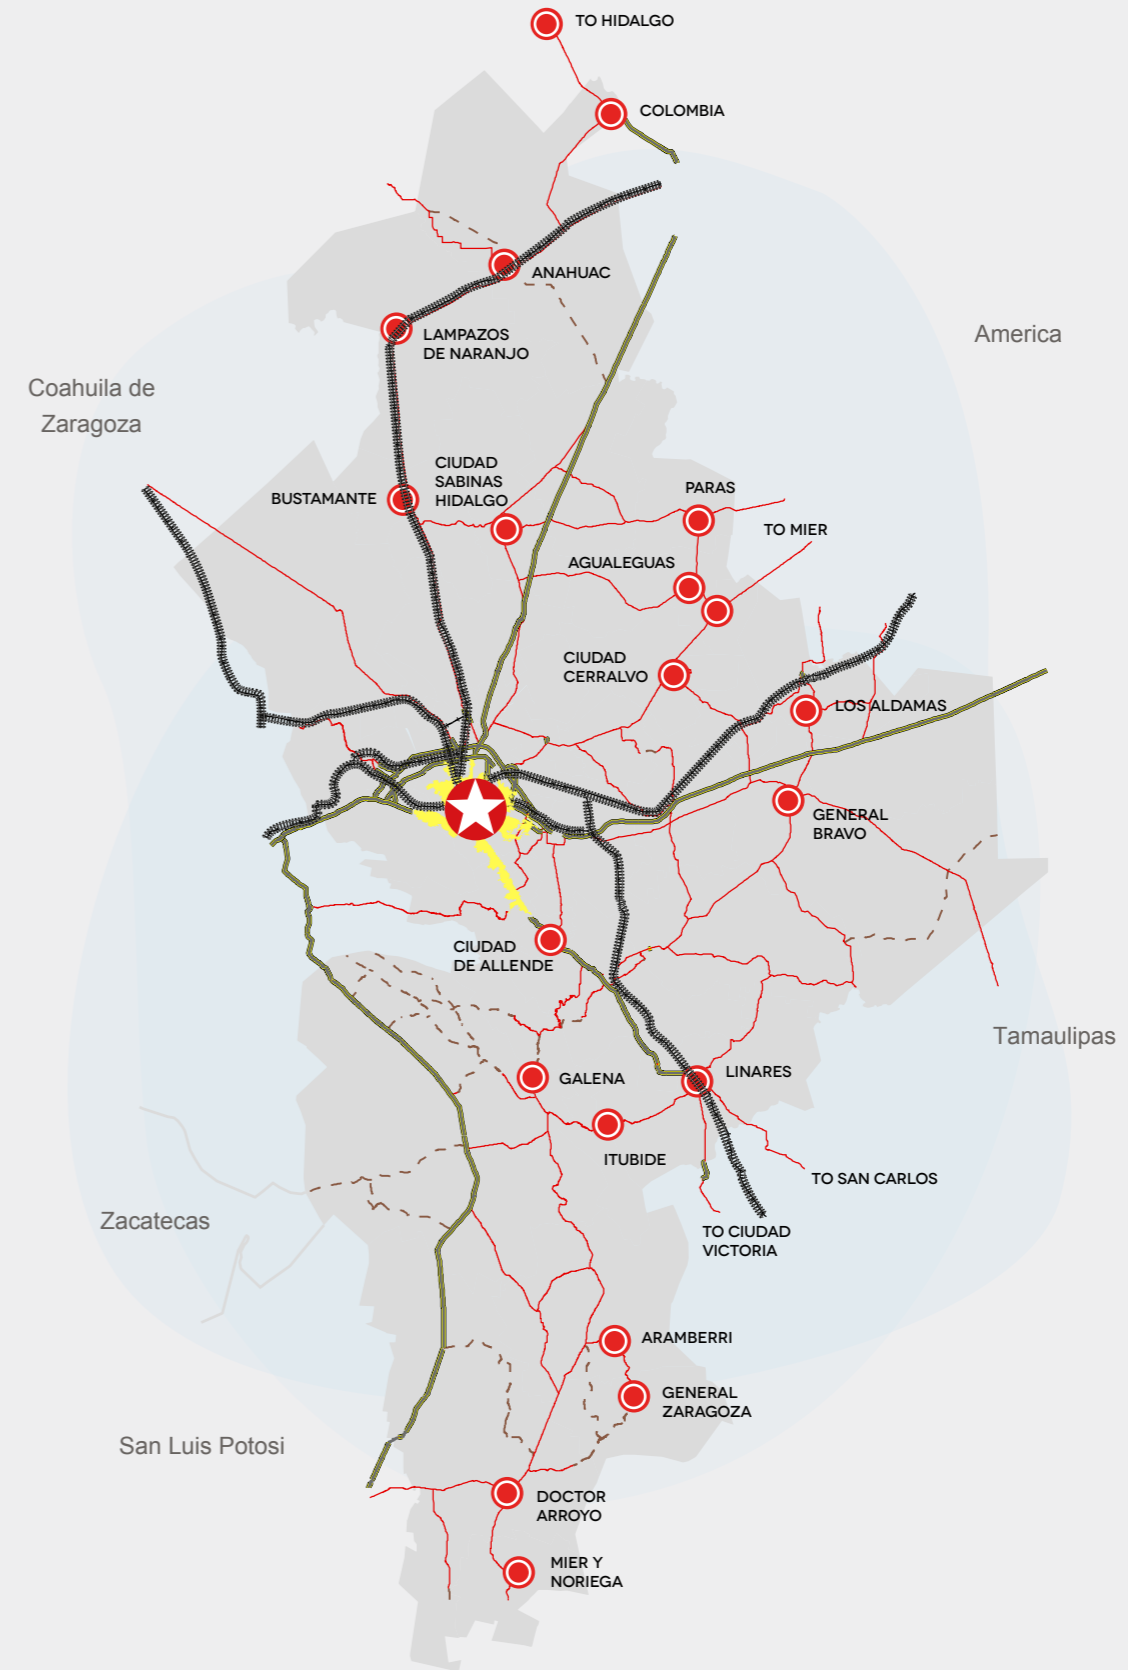 TO HIDALGO
COLOMBIA
ANAHUAC
America
LAMPAZOS
DE NARANJO
Coahuila de
Zaragoza
CIUDAD
SABINAS
HIDALGO
BUSTAMANTE
PARAS
TO MIER
AGUALEGUAS
CIUDAD
CERRALVO
LOS ALDAMAS
GENERAL
BRAVO
CIUDAD
DE ALLENDE
Tamaulipas
LINARES
GALENA
ITUBIDE
TO SAN CARLOS
Zacatecas
TO CIUDAD
VICTORIA
ARAMBERRI
GENERAL
ZARAGOZA
San Luis Potosi
DOCTOR
ARROYO
MIER Y
NORIEGA